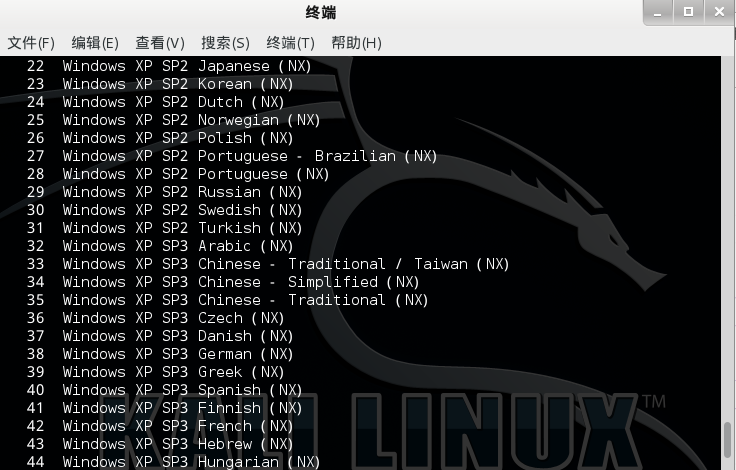 终端
文件(F) 编辑(E) 查看(V) 搜索(S) 终端(T) 帮助(H)
22 Windows XP SP2 Japanese (NX)
23 Windows XP SP2 Korean (NX)
24 Windows XP SP2 Dutch (NX)
25 Windows XP SP2 Norwegian (NX)
26 Windows XP SP2 Polish (NX)
27 Windows XP SP2 Portuguese - Brazilian (NX)
28 Windows XP SP2 Portuguese (NX)
29 Windows XP SP2 Russian (NX)
30 Windows XP SP2 Swedish (NX)
31 Windows XP SP2 Turkish (NX)
32 Windows XP SP3 Arabic (NX)
33 Windows XP SP3 Chinese - Traditional / Taiwan (NX)
34 Windows XP SP3 Chinese - Simplified (NX)
35 Windows XP SP3 Chinese - Traditional (NX)
36 Windows XP SP3 Czech (NX)
37 Windows XP SP3 Danish (NX)
38 Windows XP SP3 German (NX)
39 Windows XP SP3 Greek (NX)
40 Windows XP SP3 Spanish (NX)
41 Windows XP SP3 Finnish (NX)
42 Windows XP SP3 French (NX)
43 Windows XP SP3 Hebrew (NX)
44 Windows XP SP3 Hungarian (NX)
KALI LINUX™